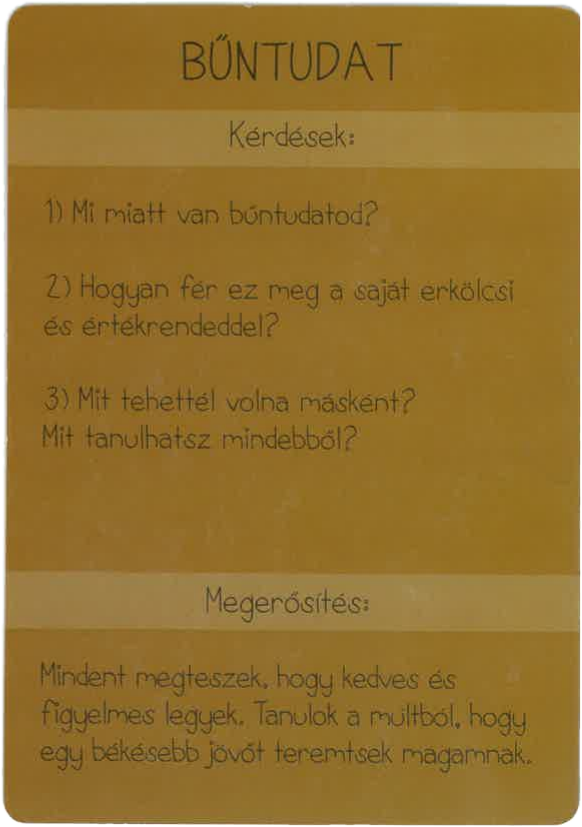 BŰNTUDAT
Kérdések:
1) Mi miatt van bűntudatod?
2) Hogyan fér ez meg a saját erkölcsi
és értékrendeddel?
3) Mit tehettél volna másként?
Mit tanulhatsz mindebből?
Megerősítés:
Mindent megteszek, hogy kedves és
figyelmes legyek. Tanulok a múltból, hogy
egy békésebb jövőt teremtsek magamnak.